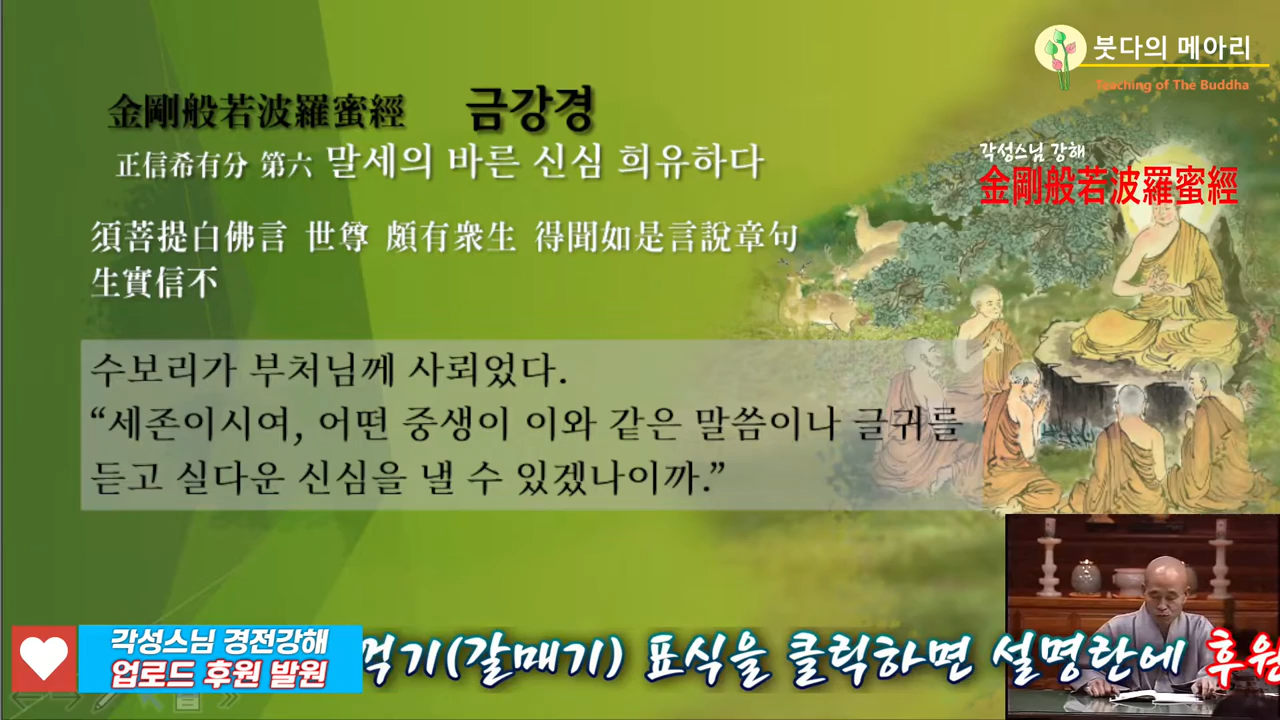 붓다의 메아리
Teaching of The Buddha
金剛般若波羅蜜經 금강경
正信希有分 第六 말세의 바른 신심 희유하다
각성스님 강해
金剛般若波羅蜜經
須菩提白佛言 世尊 頗有衆生 得聞如是言說章句
生實信不
수보리가 부처님께 사뢰었다.
“세존이시여, 어떤 중생이 이와 같은 말씀이나 글귀를
듣고 실다운 신심을 낼 수 있겠나이까.”
각성스님 경전강해
업로드 후원 발원
꺽기(갈매기) 표식을 클릭하면 설명란에 후원